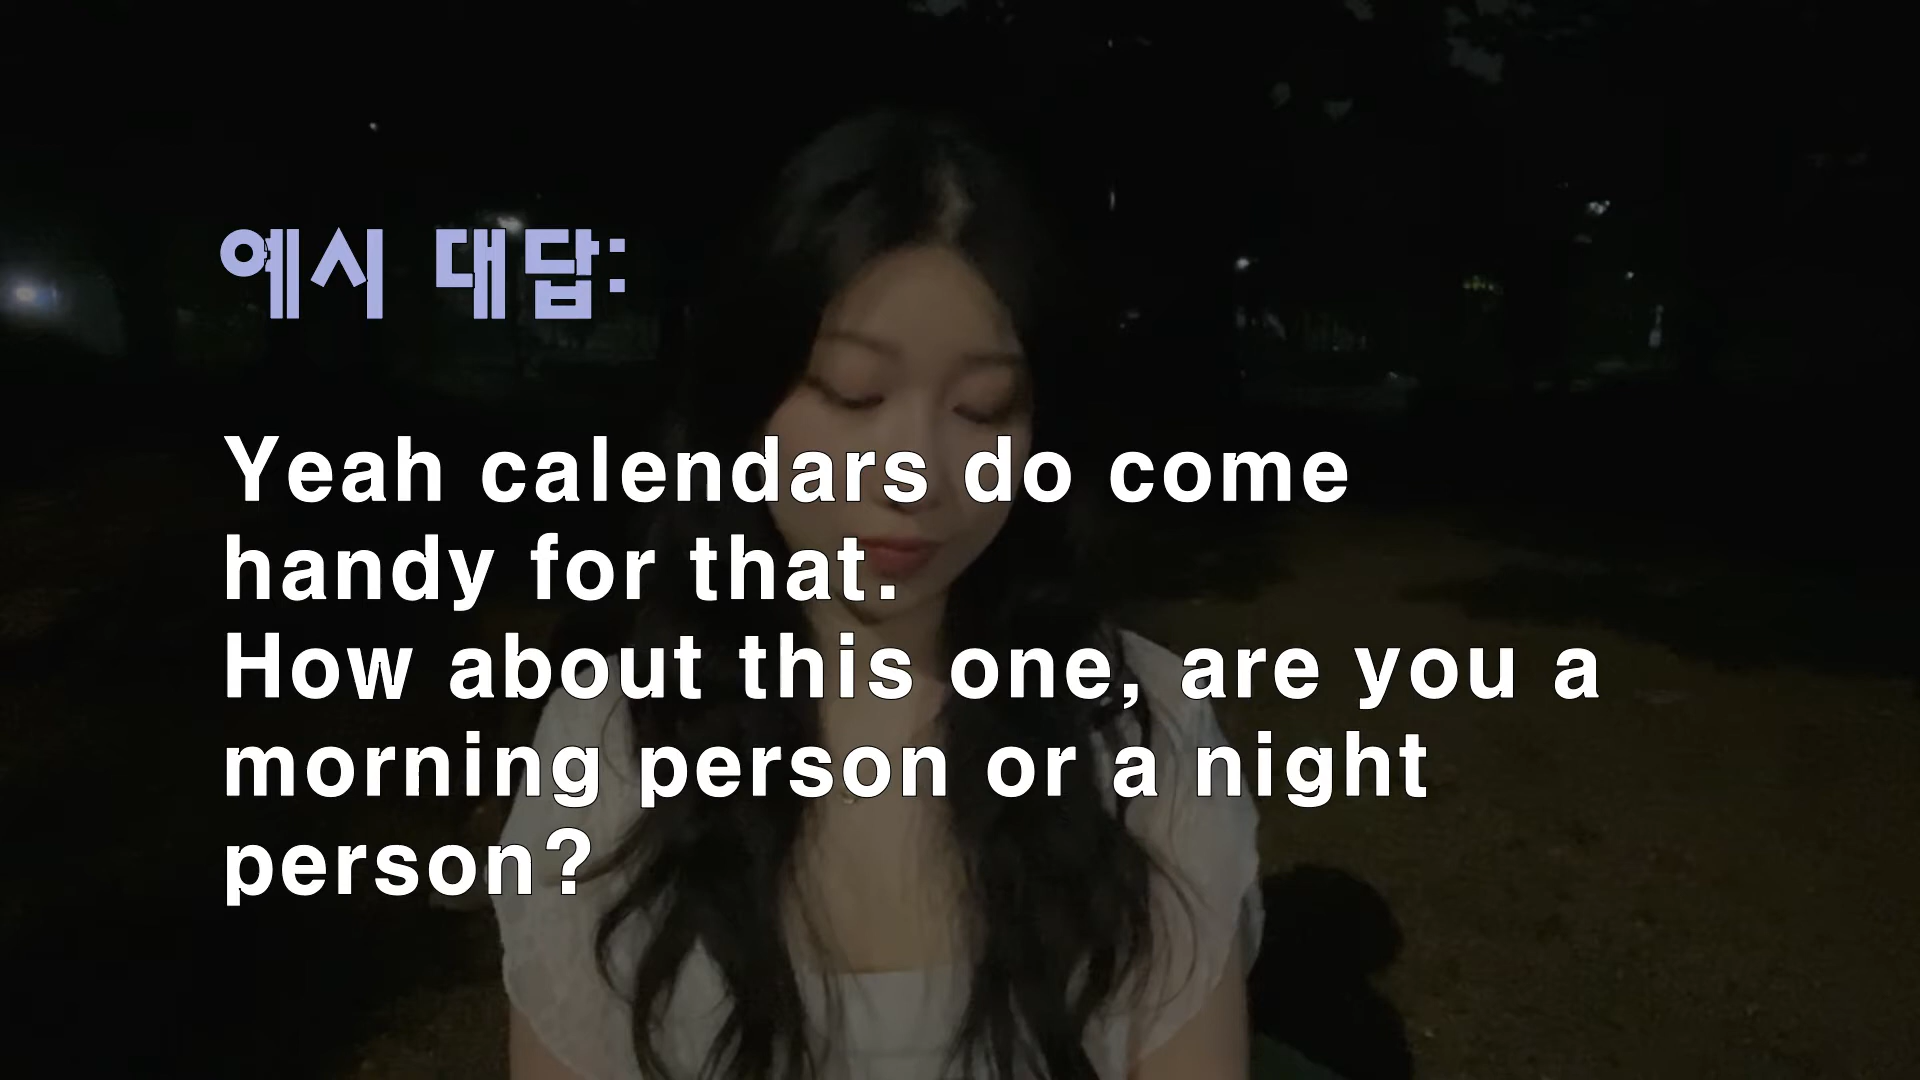 예시 대답:
Yeah calendars do come
handy for that.
How about this one, are you a
morning person or a night
person?